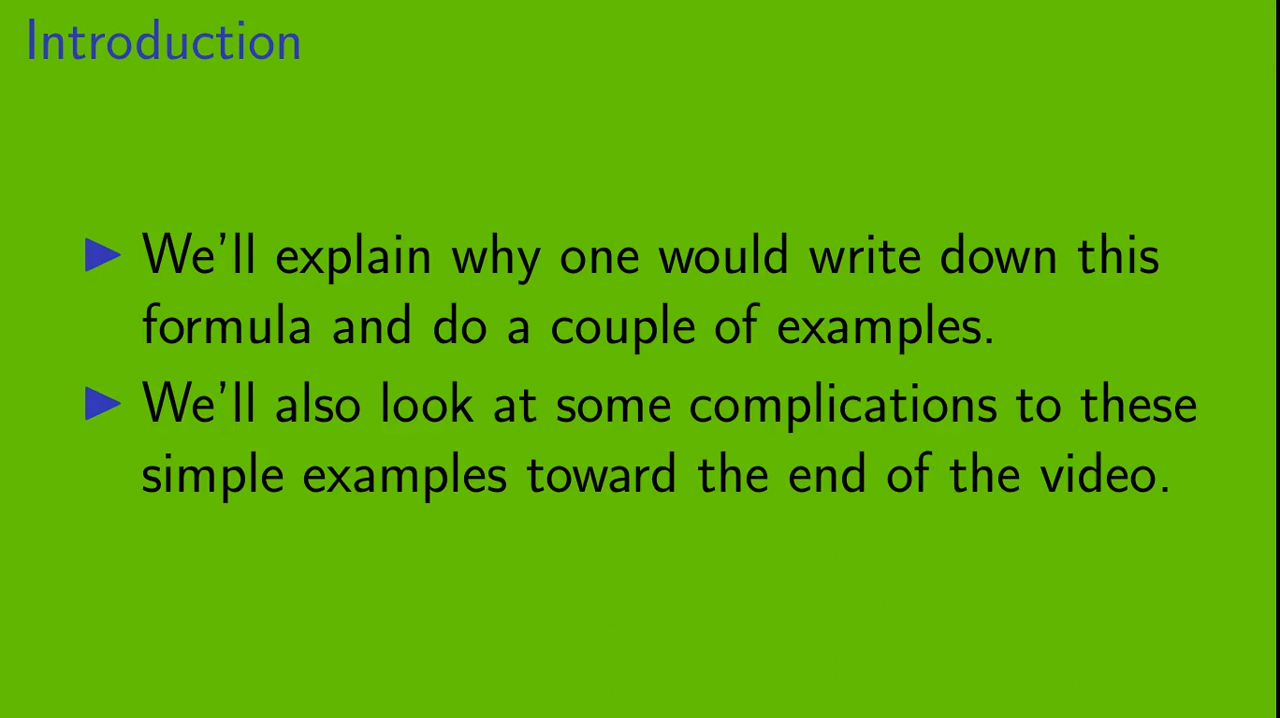 Introduction
We'll explain why one would write down this
formula and do a couple of examples.
We'll also look at some complications to these
simple examples toward the end of the video.